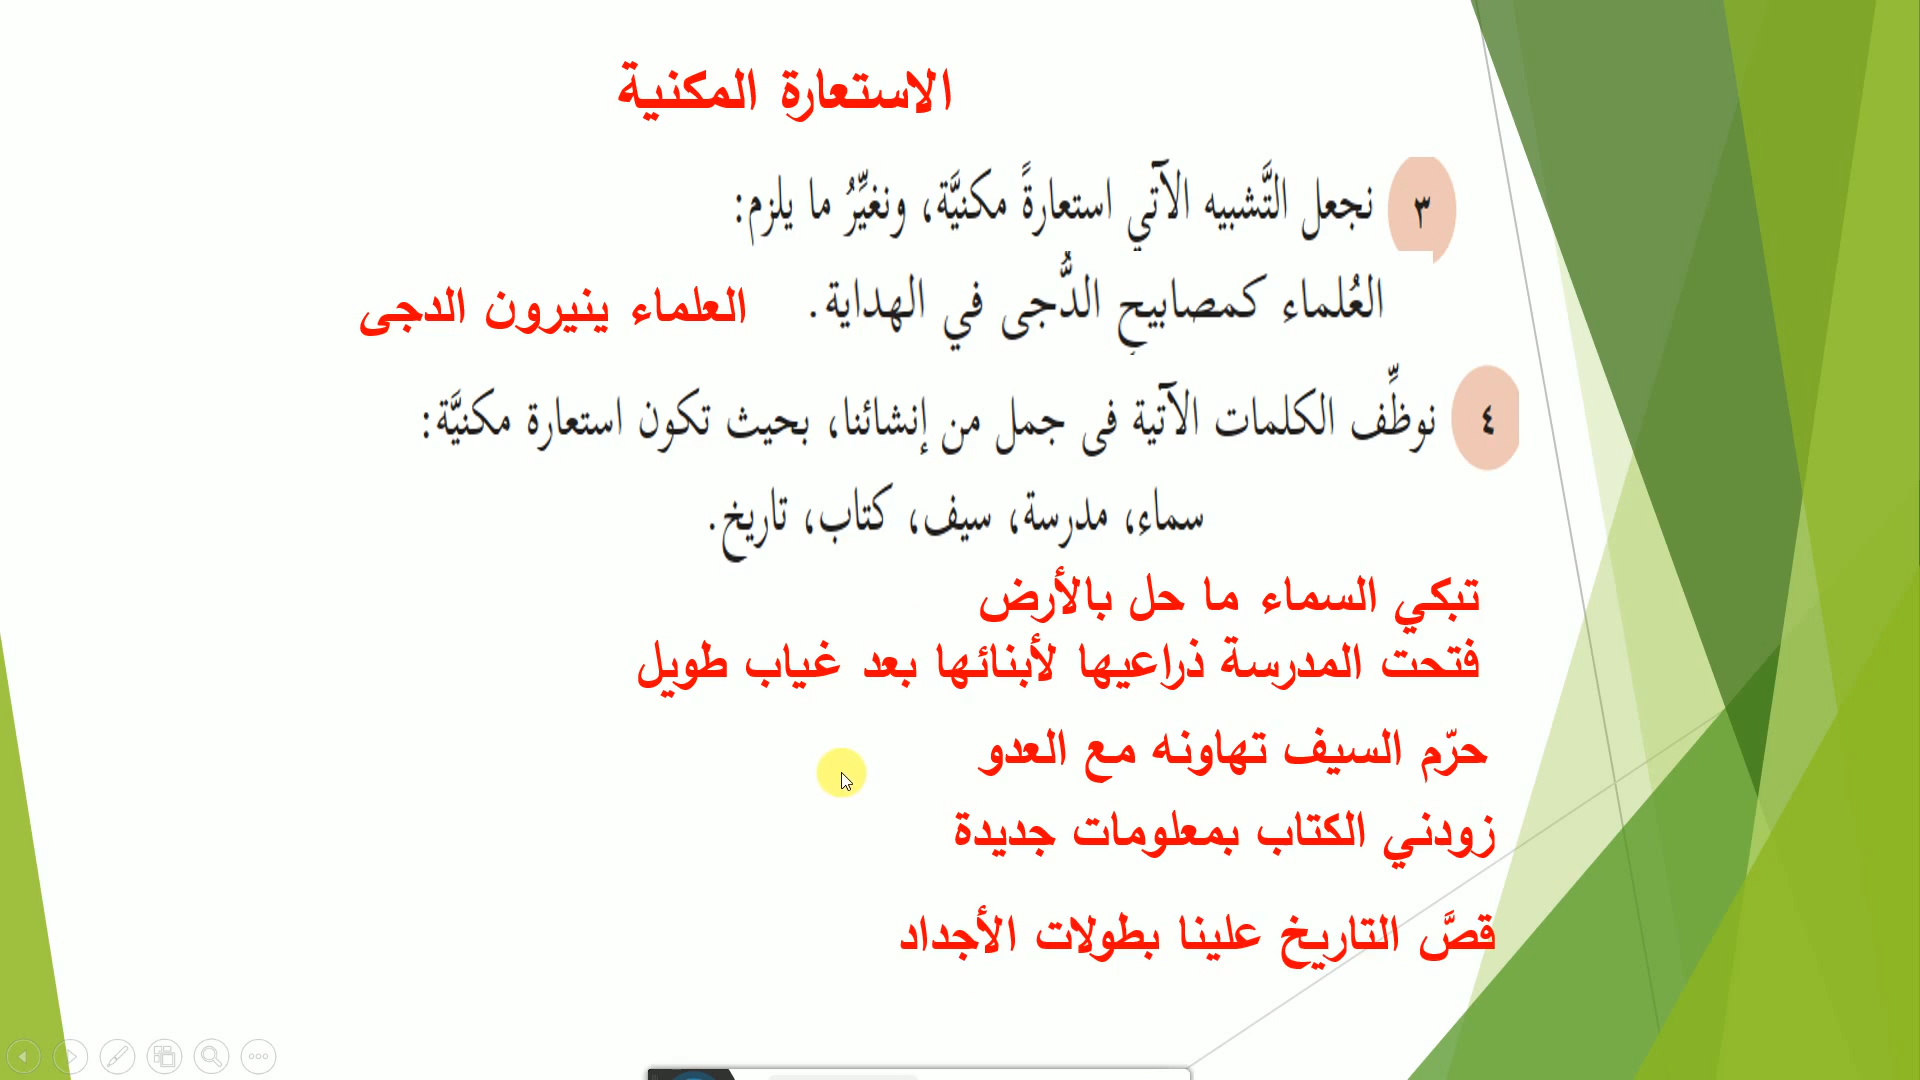 الاستعارة المكنية
٣ نجعل التَّشبيه الآتي استعارةً مكنيَّة، ونغيِّرُ ما يلزم:
العُلماء كمصابيحِ الدُّجى في الهداية. العلماء ينيرون الدجى
٤ نوظِّف الكلمات الآتية فى جمل من إنشائنا، بحيث تكون استعارة مكنيَّة:
سماء، مدرسة، سيف، كتاب، تاريخ.
تبكي السماء ما حل بالأرض
فتحت المدرسة ذراعيها لأبنائها بعد غياب طويل
حرّم السيف تهاونه مع العدو
زودني الكتاب بمعلومات جديدة
قصَّ التاريخ علينا بطولات الأجداد